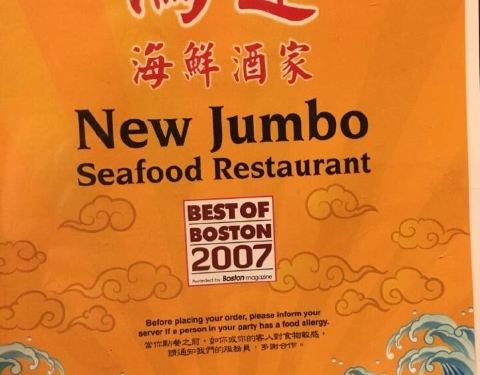 海鮮酒家
New Jumbo
Seafood Restaurant
BEST OF
BOSTON
2007
Awarded by Boston magazine
Before placing your order, please inform your
server if a person in your party has a food allergy.
當你點餐之前，如你或你的客人對食物敏感，
請通知我們的服務員，多謝合作。